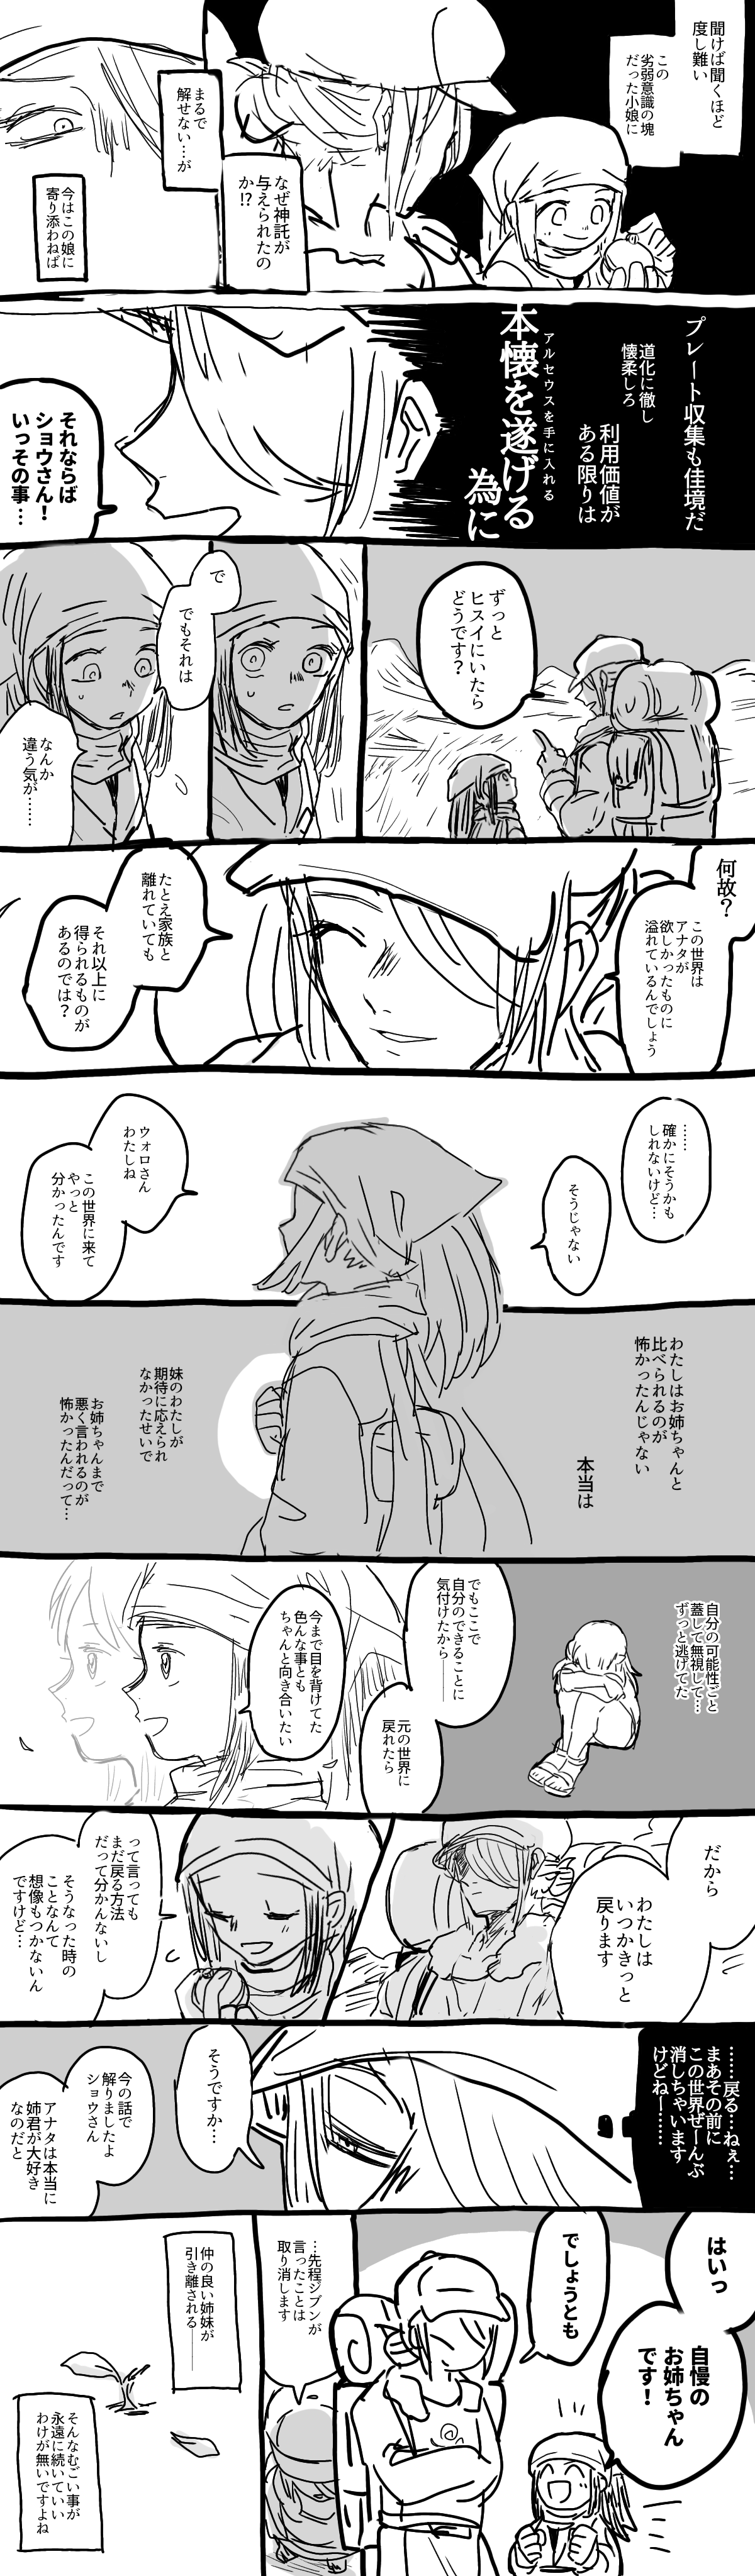 聞けば聞くほど
度し難い
この
劣弱意識の塊
だった小娘に
なぜ神託が
与えられたの
か!?
まるで
解せない…が
今はこの娘に
寄り添わねば
プレート収集も佳境だ
道化に徹し
懐柔しろ
利用価値が
ある限りは
アルセウスを手に入れる
本懐を遂げる
為に
それならば
ショウさん!
いっその事…
ずっと
ヒスイにいたら
どうです?
で
でもそれは
なんか
違う気が……
何故?
この世界は
アナタが
欲しかったものに
溢れているんでしょう
たとえ家族と
離れていても
それ以上に
得られるものが
あるのでは?
……
確かにそうかも
しれないけど…
そうじゃない
ウォロさん
わたしね
この世界に来て
やっと
分かったんです
わたしはお姉ちゃんと
比べられるのが
怖かったんじゃない
本当は
妹のわたしが
期待に応えられ
なかったせいで
お姉ちゃんまで
悪く言われるのが
怖かったんだって…
自分の可能性ごと
蓋して無視して…
ずっと逃げてた
でもここで
自分のできることに
気付けたから──
元の世界に
戻れたら
今まで目を背けてた
色んな事とも
ちゃんと向き合いたい
だから
わたしは
いつかきっと
戻ります
って言っても
まだ戻る方法
だって分かんないし
そうなった時の
ことなんて
想像もつかないん
ですけど…
……戻る…ねぇ…
まあその前に
この世界ぜーんぶ
消しちゃいます
けどねー……
そうですか…
今の話で
解りましたよ
ショウさん
アナタは本当に
姉君が大好き
なのだと
はいっ
自慢の
お姉ちゃん
です!
でしょうとも
…先程ジブンが
言ったことは
取り消します
仲の良い姉妹が
引き離される──
そんなむごい事が
永遠に続いていい
わけが無いですよね